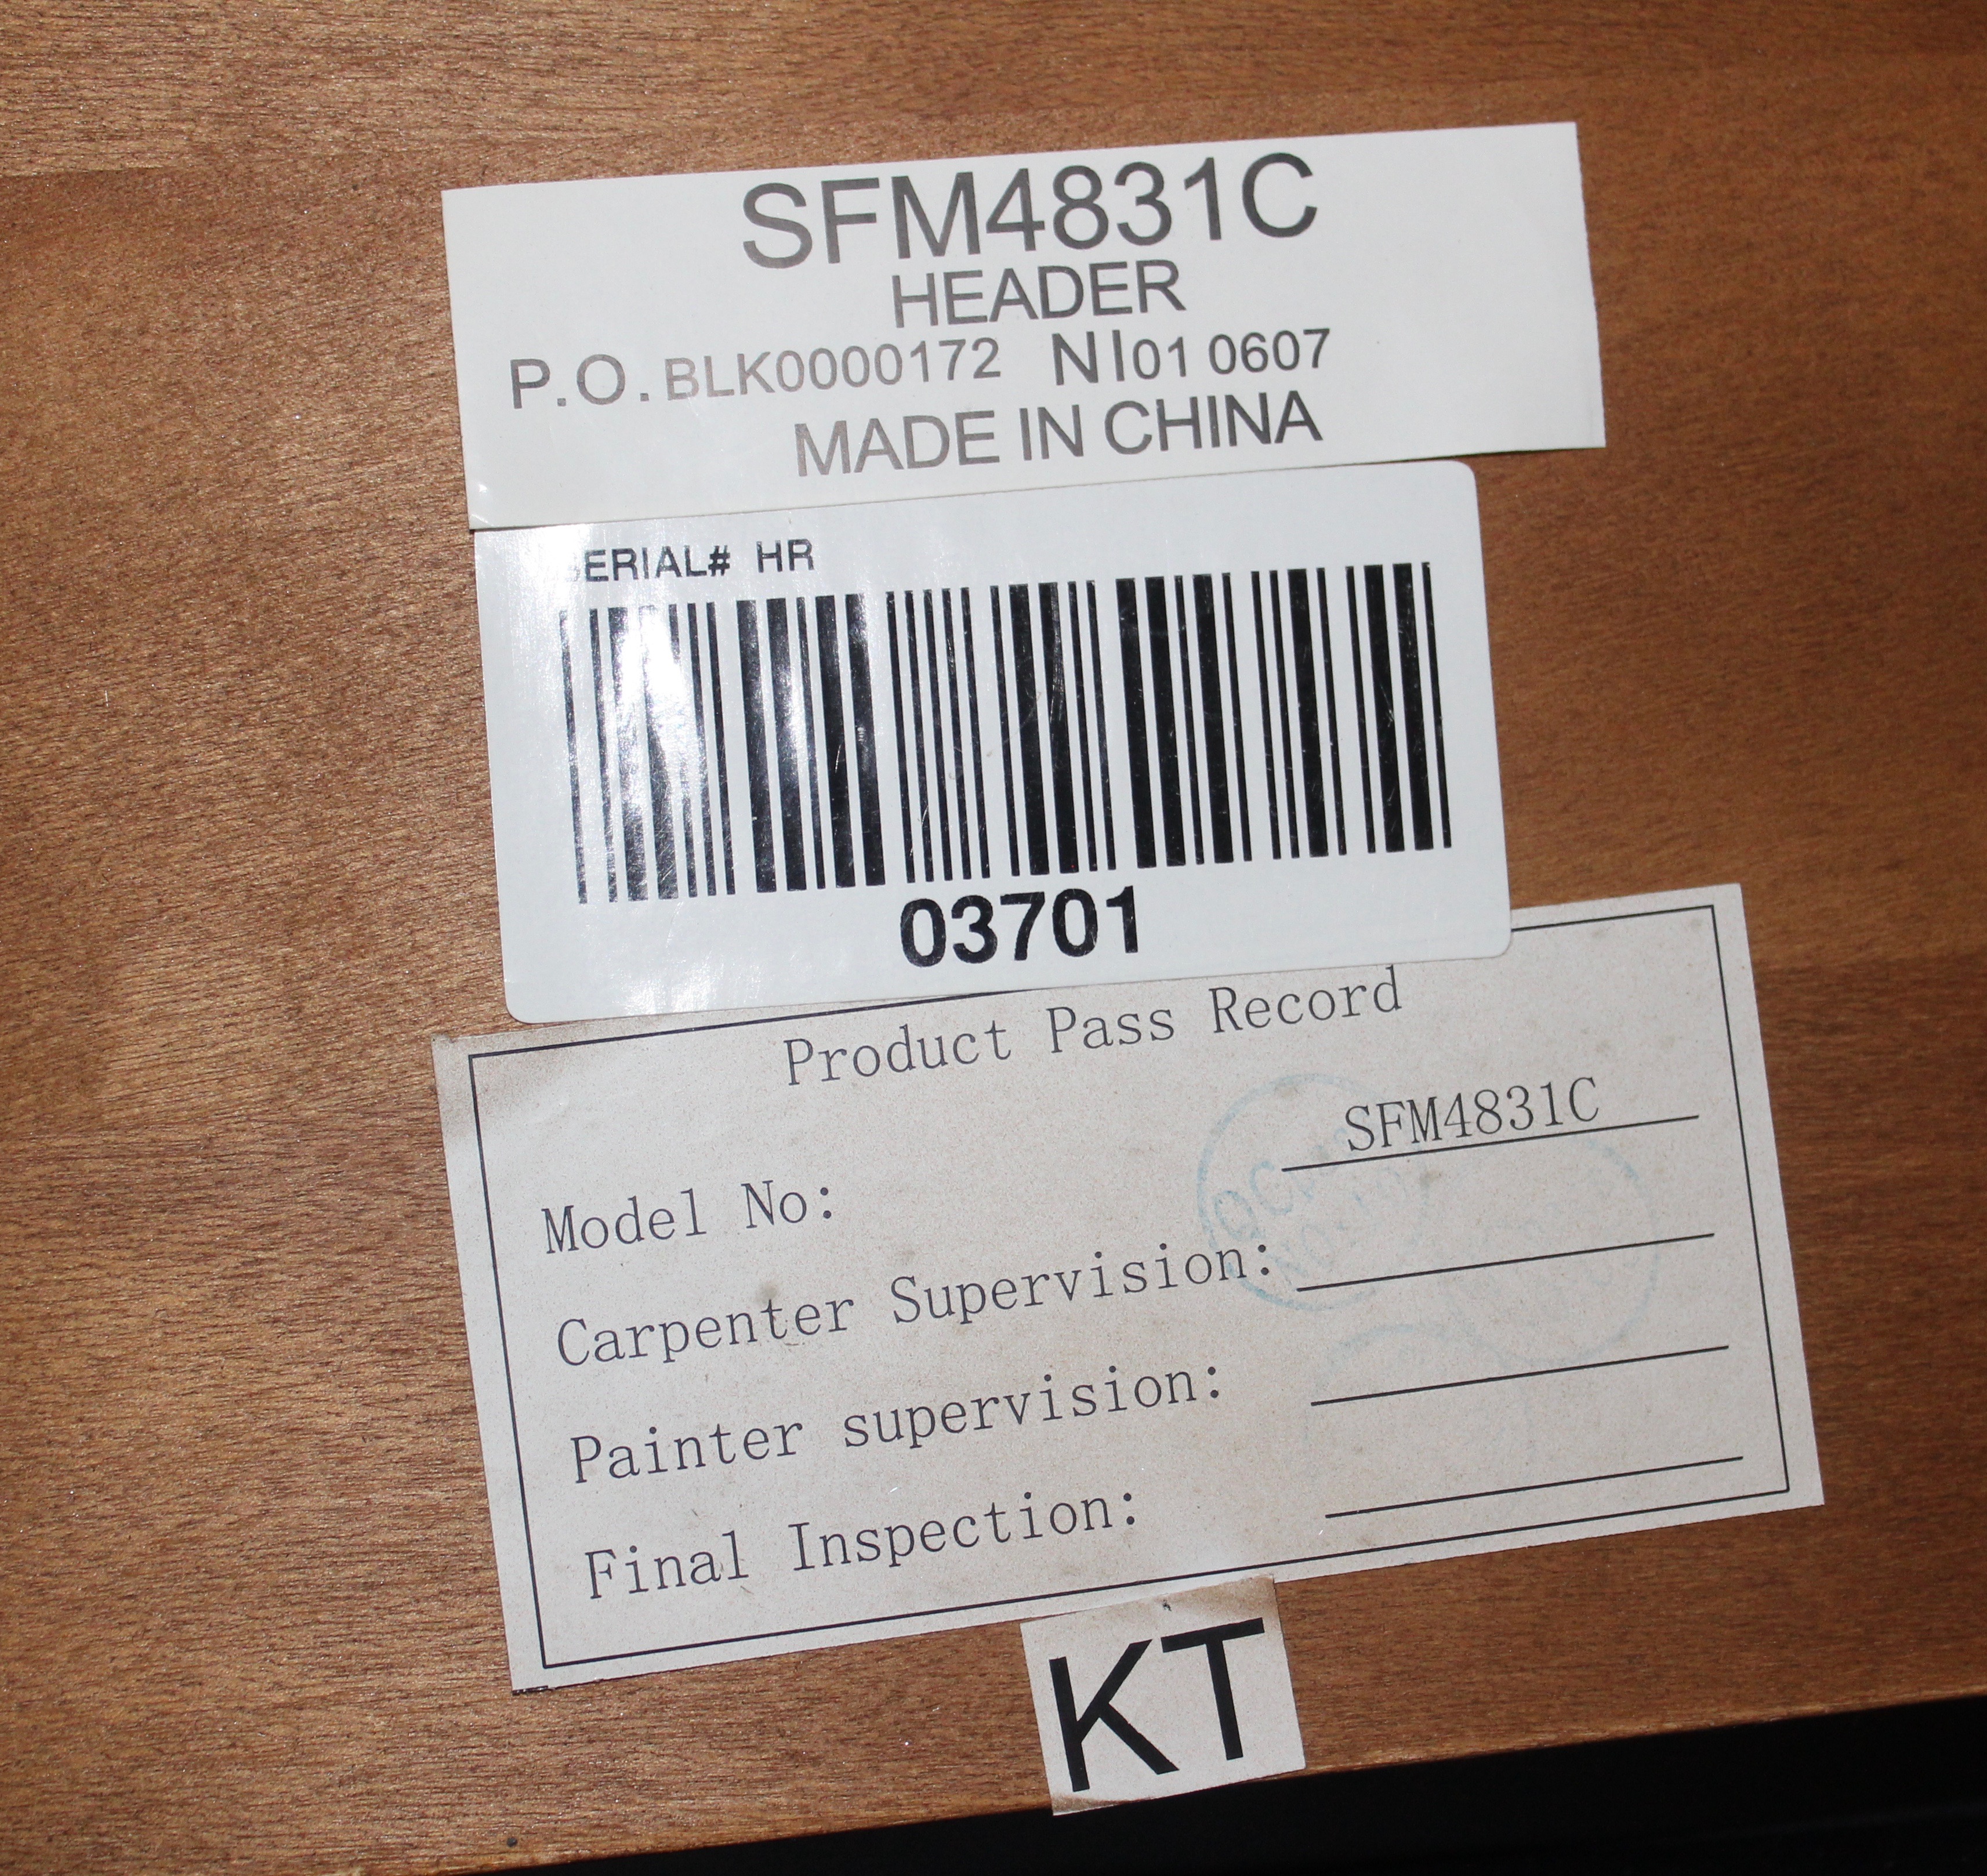 SFM4831C
HEADER
P.O. BLK0000172 NI01 0607
MADE IN CHINA
SERIAL# HR
03701
Product Pass Record
SFM4831C
Model No:
Carpenter Supervision:
Painter supervision:
Final Inspection:
KT